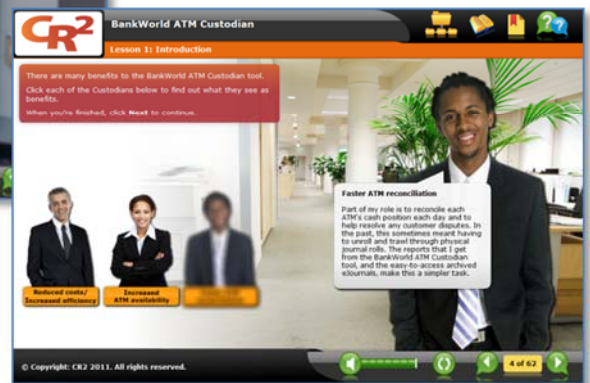 CR2
BankWorld ATM Custodian
Lesson 1: Introduction
There are many benefits to the BankWorld ATM Custodian tool.
Click each of the Custodians below to find out what they see as
benefits.
When you're finished, click Next to continue.
Faster ATM reconciliation
Part of my role is to reconcile each
ATM's cash position each day and to
help resolve any customer disputes. In
the past, this sometimes meant having
to unroll and trawl through physical
journal rolls. The reports that I get
from the BankWorld ATM Custodian
tool, and the easy-to-access archived
eJournals, make this a simpler task.
Reduced costs/
Increased efficiency
Increased
ATM availability
© Copyright: CR2 2011. All rights reserved.
4 of 62